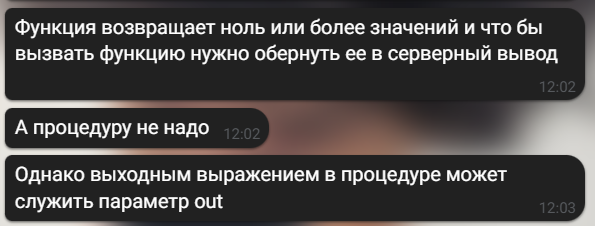 Функция возвращает ноль или более значений и что бы
вызвать функцию нужно обернуть ее в серверный вывод
12:02
А процедуру не надо 12:02
Однако выходным выражением в процедуре может
служить параметр out
12:03